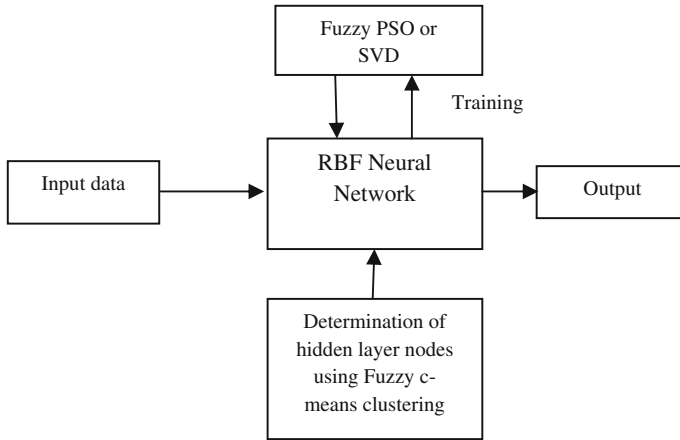 Fuzzy PSO or
SVD
Training
RBF Neural
Network
Input data
Output
Determination of
hidden layer nodes
using Fuzzy c-
means clustering